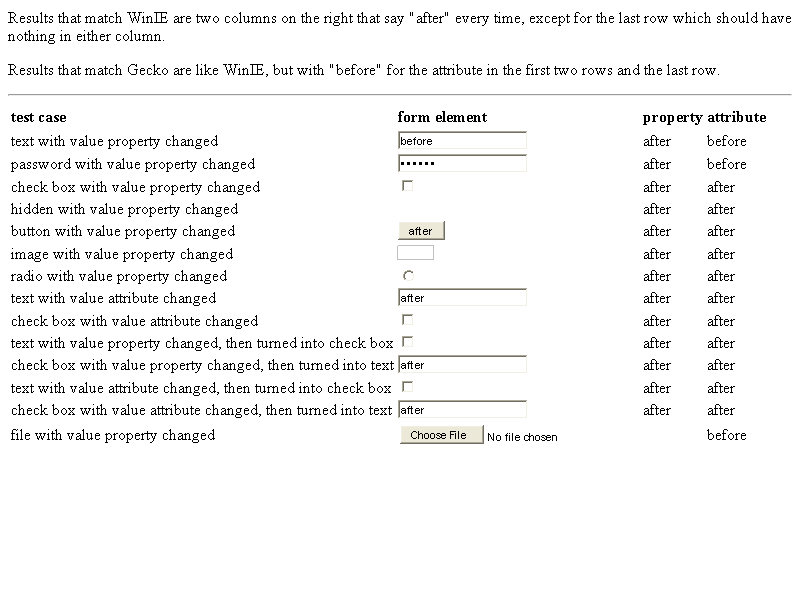 Results that match WinIE are two columns on the right that say "after" every time, except for the last row which should have
nothing in either column.
Results that match Gecko are like WinIE, but with "before" for the attribute in the first two rows and the last row.
test case form element property attribute
text with value property changed before after before
password with value property changed •••••• after before
check box with value property changed after after
hidden with value property changed after after
button with value property changed after after after
image with value property changed after after
radio with value property changed after after
text with value attribute changed after after after
check box with value attribute changed after after
text with value property changed, then turned into check box after after
check box with value property changed, then turned into text after after after
text with value attribute changed, then turned into check box after after
check box with value attribute changed, then turned into text after after after
file with value property changed Choose File No file chosen before